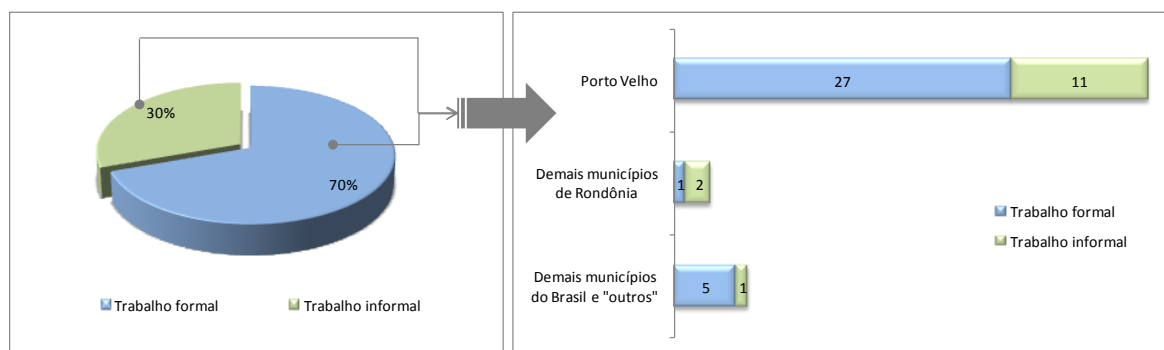 30%
70%
Trabalho formal
Trabalho informal
Porto Velho
27
11
Demais municípios
de Rondônia
1
2
Demais municípios
do Brasil e "outros"
5
1
Trabalho formal
Trabalho informal